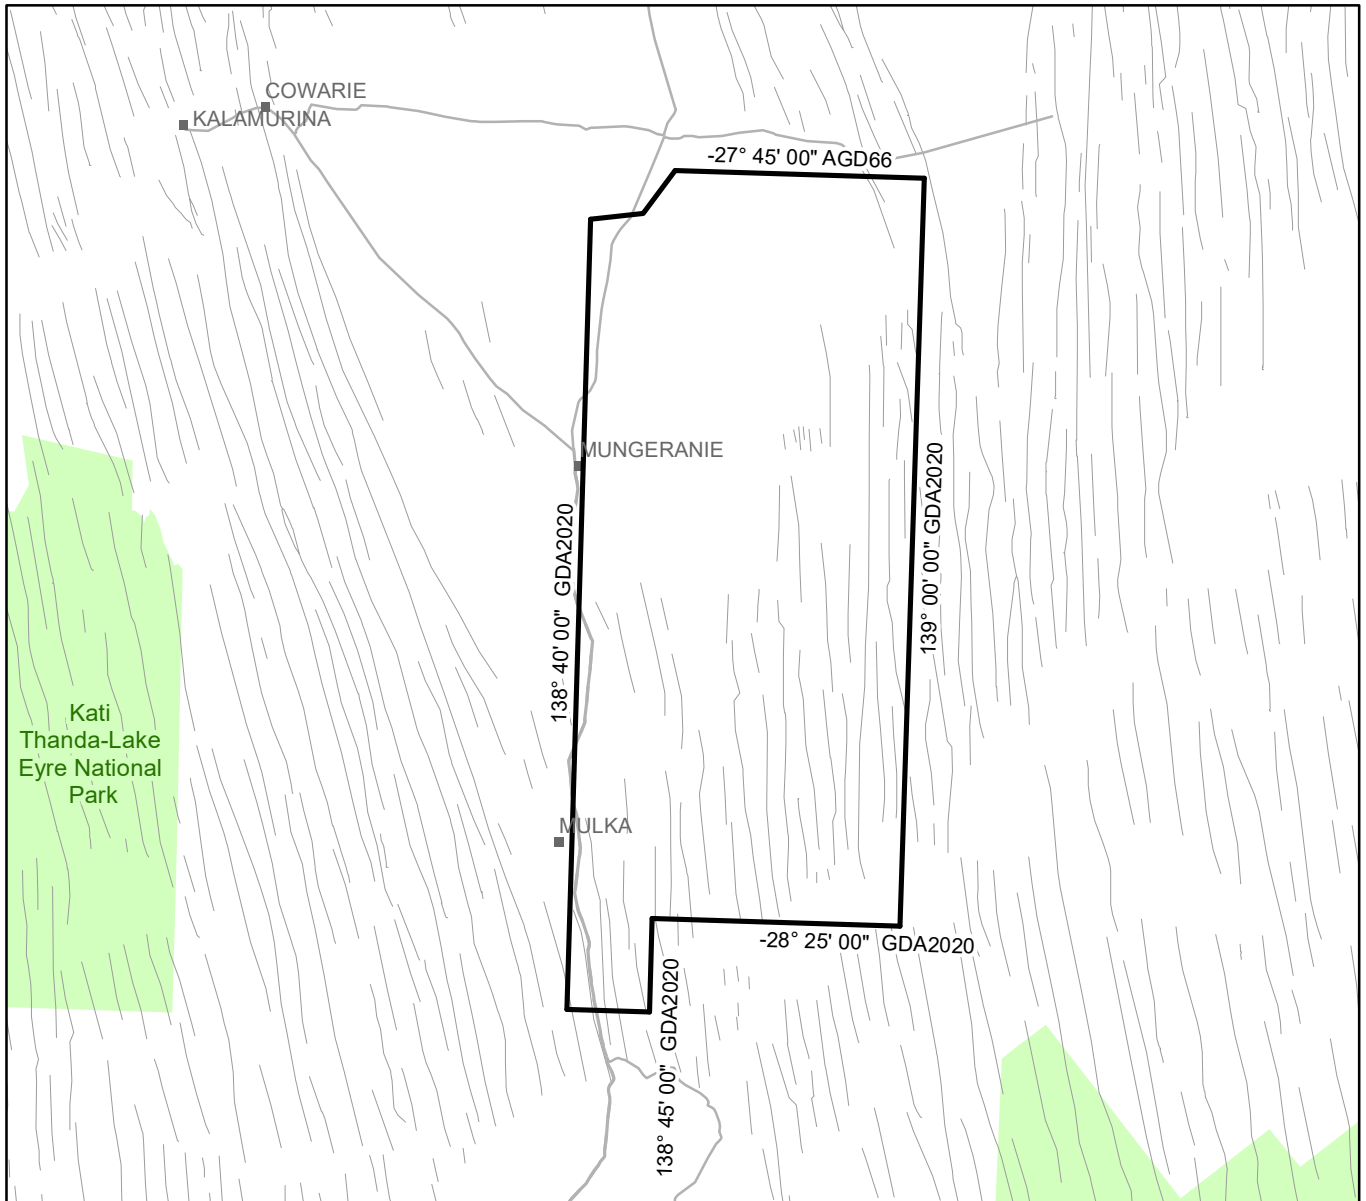 COWARIE
KALAMURINA
-27° 45' 00" AGD66
MUNGERANIE
138° 40' 00" GDA2020
139° 00' 00" GDA2020
Kati
Thanda-Lake
Eyre National
Park
MULKA
-28° 25' 00" GDA2020
138° 45' 00" GDA2020